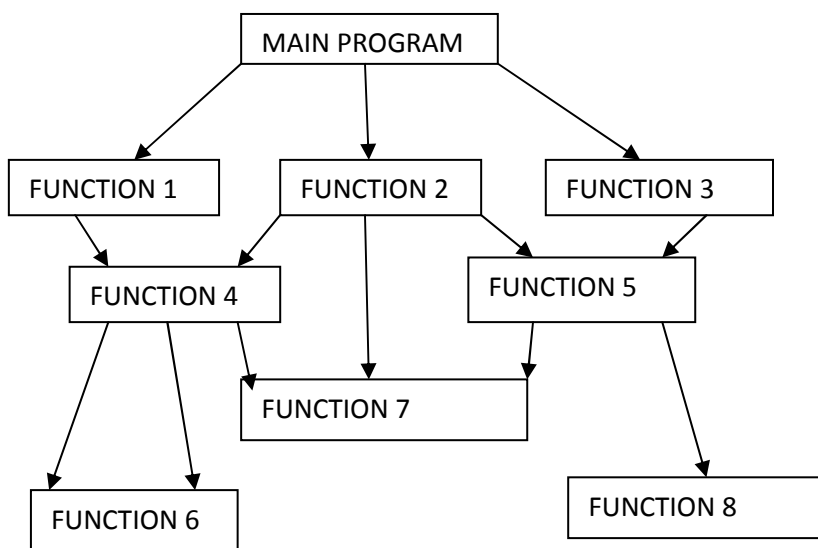 MAIN PROGRAM
FUNCTION 1
FUNCTION 2
FUNCTION 3
FUNCTION 4
FUNCTION 5
FUNCTION 7
FUNCTION 6
FUNCTION 8